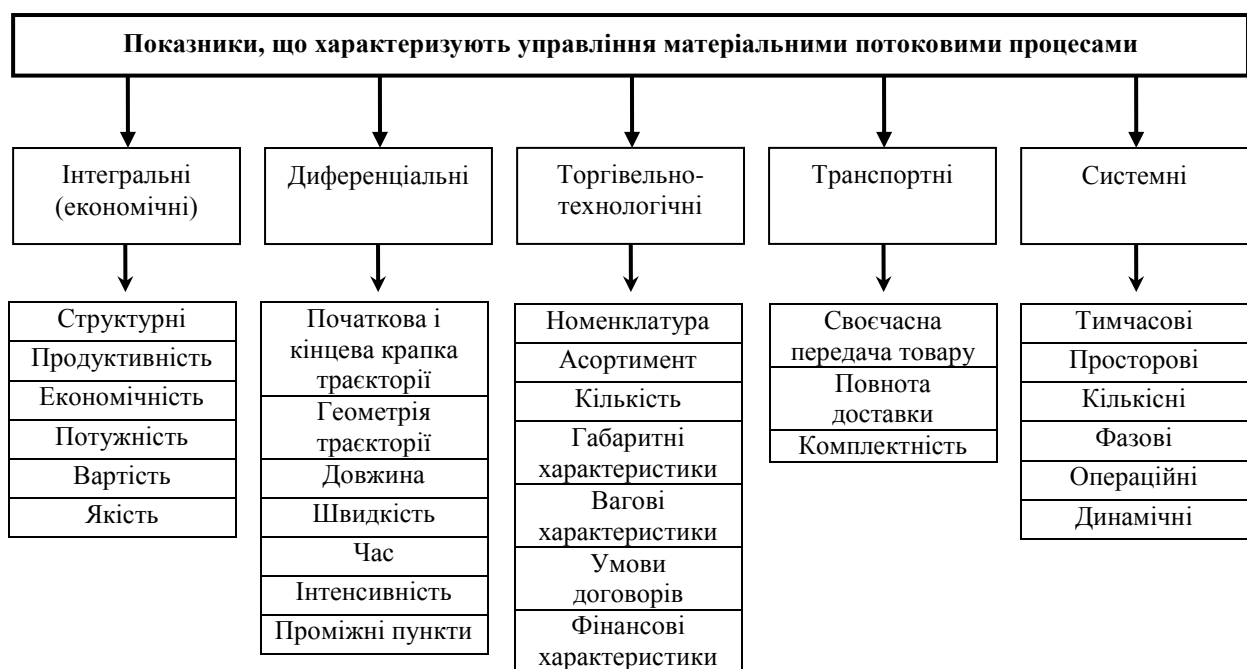 Показники, що характеризують управління матеріальними потоковими процесами
Інтегральні
(економічні)
Структурні
Продуктивність
Економічність
Потужність
Вартість
Якість
Диференціальні
Початкова і
кінцева крапка
траєкторії
Геометрія
траєкторії
Довжина
Швидкість
Час
Інтенсивність
Проміжні пункти
Торгівельно-
технологічні
Номенклатура
Асортимент
Кількість
Габаритні
характеристики
Вагові
характеристики
Умови
договорів
Фінансові
характеристики
Транспортні
Своєчасна
передача товару
Повнота
доставки
Комплектність
Системні
Тимчасові
Просторові
Кількісні
Фазові
Операційні
Динамічні